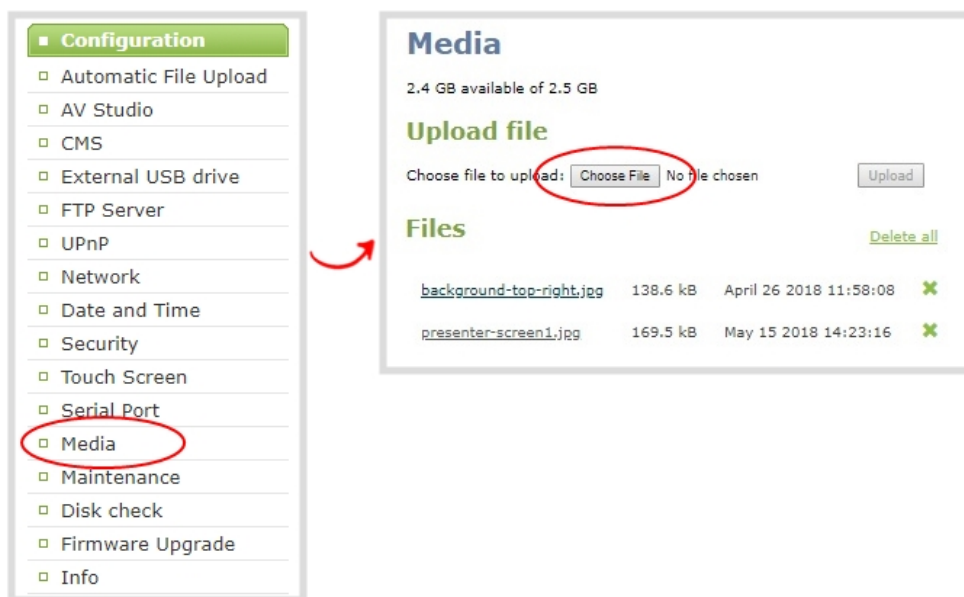 Configuration
Automatic File Upload
AV Studio
CMS
External USB drive
FTP Server
UPnP
Network
Date and Time
Security
Touch Screen
Serial Port
Media
Maintenance
Disk check
Firmware Upgrade
Info
Media
2.4 GB available of 2.5 GB
Upload file
Choose file to upload: Choose File No file chosen Upload
Files
Delete all
background-top-right.jpg 138.6 kB April 26 2018 11:58:08
presenter-screen1.jpg 169.5 kB May 15 2018 14:23:16